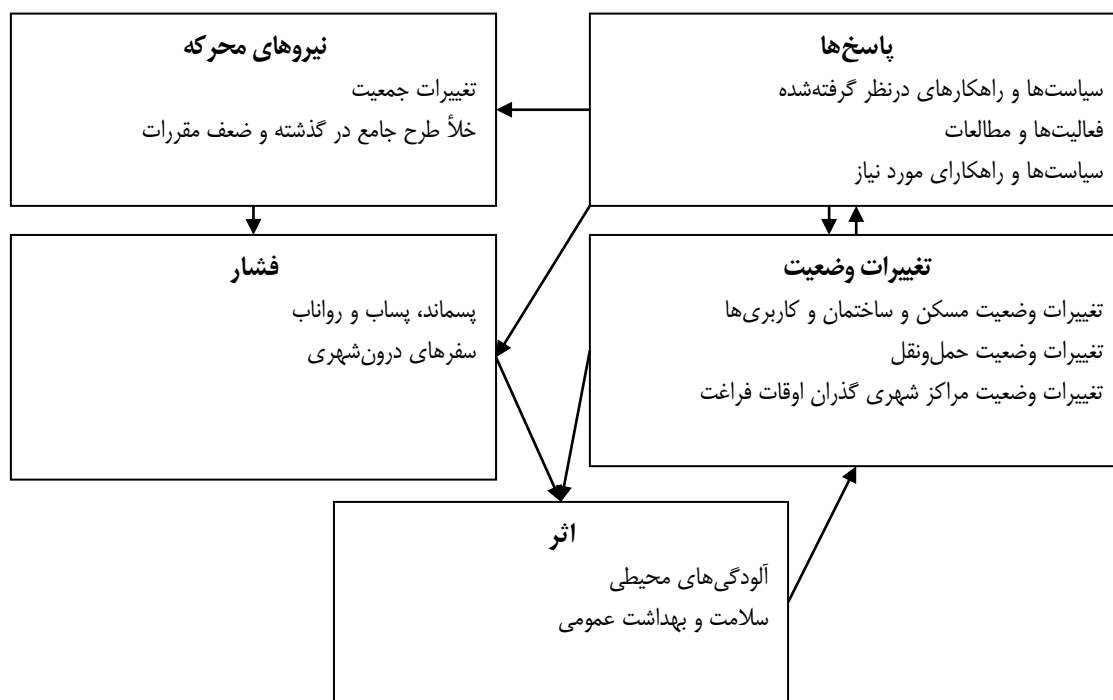 پاسخ‌ها
سیاست‌ها و راهکارهای درنظر گرفته‌شده
فعالیت‌ها و مطالعات
سیاست‌ها و راهکارای مورد نیاز
نیروهای محرکه
تغییرات جمعیت
خلأ طرح جامع در گذشته و ضعف مقررات
تغییرات وضعیت
تغییرات وضعیت مسکن و ساختمان و کاربری‌ها
تغییرات وضعیت حمل‌ونقل
تغییرات وضعیت مراکز شهری گذران اوقات فراغت
فشار
پسماند، پساب و رواناب
سفرهای درون‌شهری
اثر
آلودگی‌های محیطی
سلامت و بهداشت عمومی